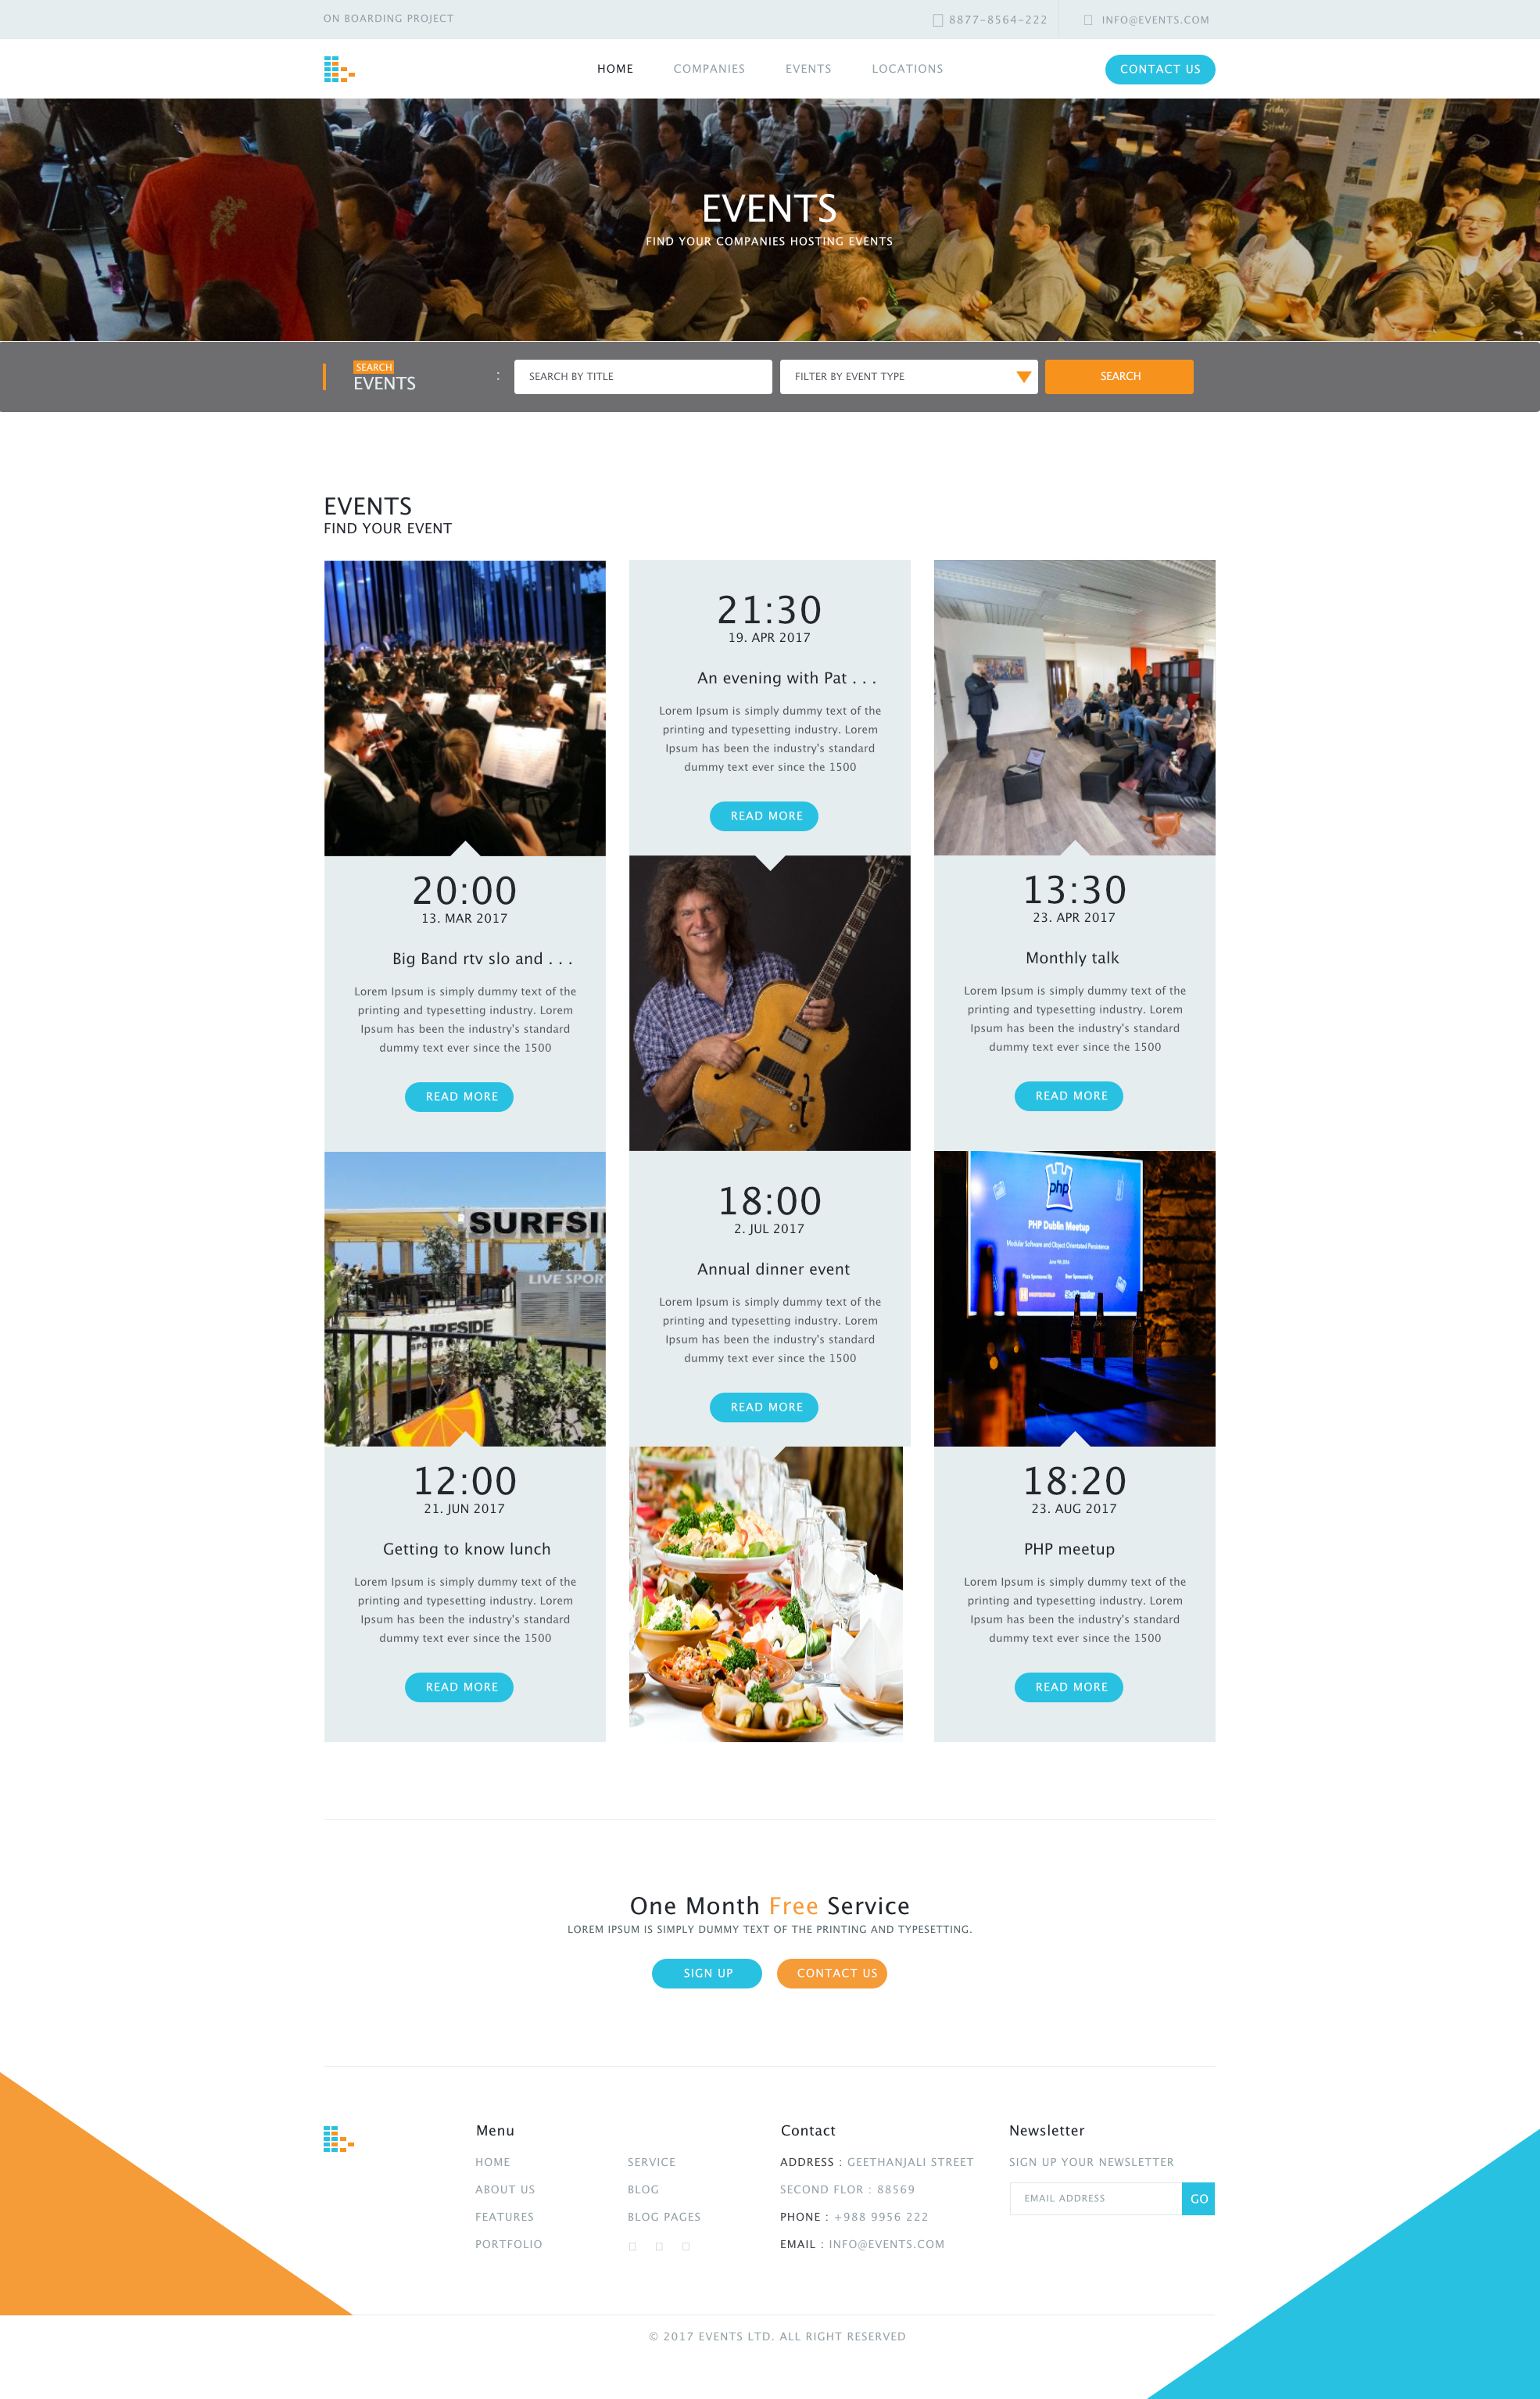 ON BOARDING PROJECT
8877-8564-222
INFO@EVENTS.COM
HOME
COMPANIES
EVENTS
LOCATIONS
CONTACT US
EVENTS
FIND YOUR COMPANIES HOSTING EVENTS
SEARCH
EVENTS
:
SEARCH BY TITLE
FILTER BY EVENT TYPE
SEARCH
EVENTS
FIND YOUR EVENT
20:00
13. MAR 2017
Big Band rtv slo and . . .
Lorem Ipsum is simply dummy text of the
printing and typesetting industry. Lorem
Ipsum has been the industry's standard
dummy text ever since the 1500
READ MORE
21:30
19. APR 2017
An evening with Pat . . .
Lorem Ipsum is simply dummy text of the
printing and typesetting industry. Lorem
Ipsum has been the industry's standard
dummy text ever since the 1500
READ MORE
13:30
23. APR 2017
Monthly talk
Lorem Ipsum is simply dummy text of the
printing and typesetting industry. Lorem
Ipsum has been the industry's standard
dummy text ever since the 1500
READ MORE
SURFSI
LIVE SPOR
SURFSIDE
SPORTS
12:00
21. JUN 2017
Getting to know lunch
Lorem Ipsum is simply dummy text of the
printing and typesetting industry. Lorem
Ipsum has been the industry's standard
dummy text ever since the 1500
READ MORE
18:00
2. JUL 2017
Annual dinner event
Lorem Ipsum is simply dummy text of the
printing and typesetting industry. Lorem
Ipsum has been the industry's standard
dummy text ever since the 1500
READ MORE
php
PHP Dublin Meetup
Modular Software and Object Orientated Persistence
18:20
23. AUG 2017
PHP meetup
Lorem Ipsum is simply dummy text of the
printing and typesetting industry. Lorem
Ipsum has been the industry's standard
dummy text ever since the 1500
READ MORE
One Month Free Service
LOREM IPSUM IS SIMPLY DUMMY TEXT OF THE PRINTING AND TYPESETTING.
SIGN UP
CONTACT US
Menu
HOME
ABOUT US
FEATURES
PORTFOLIO
SERVICE
BLOG
BLOG PAGES
Contact
ADDRESS : GEETHANJALI STREET
SECOND FLOR : 88569
PHONE : +988 9956 222
EMAIL : INFO@EVENTS.COM
Newsletter
SIGN UP YOUR NEWSLETTER
EMAIL ADDRESS
GO
© 2017 EVENTS LTD. ALL RIGHT RESERVED